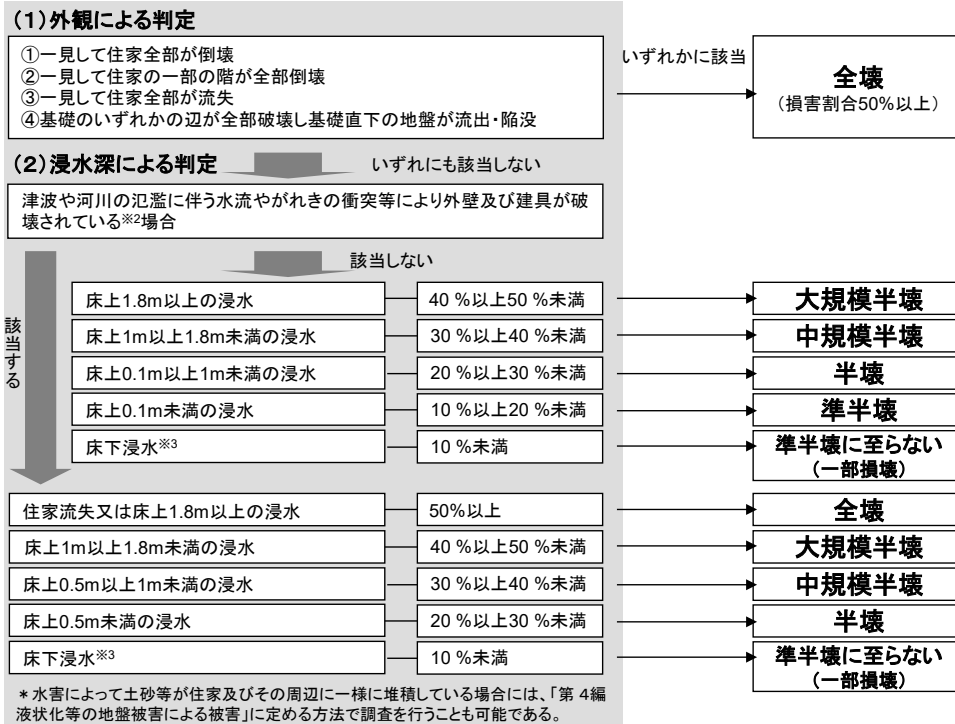 (1)外観による判定
①一見して住家全部が倒壊
②一見して住家の一部の階が全部倒壊
③一見して住家全部が流失
④基礎のいずれかの辺が全部破壊し基礎直下の地盤が流出・陥没
いずれかに該当
全壊
(損害割合50%以上)
(2)浸水深による判定
いずれにも該当しない
津波や河川の氾濫に伴う水流やがれきの衝突等により外壁及び建具が破
壊されている※2場合
該当しない
該当する
床上1.8m以上の浸水 40 %以上50 %未満 大規模半壊
床上1m以上1.8m未満の浸水 30 %以上40 %未満 中規模半壊
床上0.1m以上1m未満の浸水 20 %以上30 %未満 半壊
床上0.1m未満の浸水 10 %以上20 %未満 準半壊
床下浸水※3 10 %未満 準半壊に至らない
(一部損壊)
住家流失又は床上1.8m以上の浸水 50%以上 全壊
床上1m以上1.8m未満の浸水 40 %以上50 %未満 大規模半壊
床上0.5m以上1m未満の浸水 30 %以上40 %未満 中規模半壊
床上0.5m未満の浸水 20 %以上30 %未満 半壊
床下浸水※3 10 %未満 準半壊に至らない
(一部損壊)
*水害によって土砂等が住家及びその周辺に一様に堆積している場合には、「第 4編
液状化等の地盤被害による被害」に定める方法で調査を行うことも可能である。